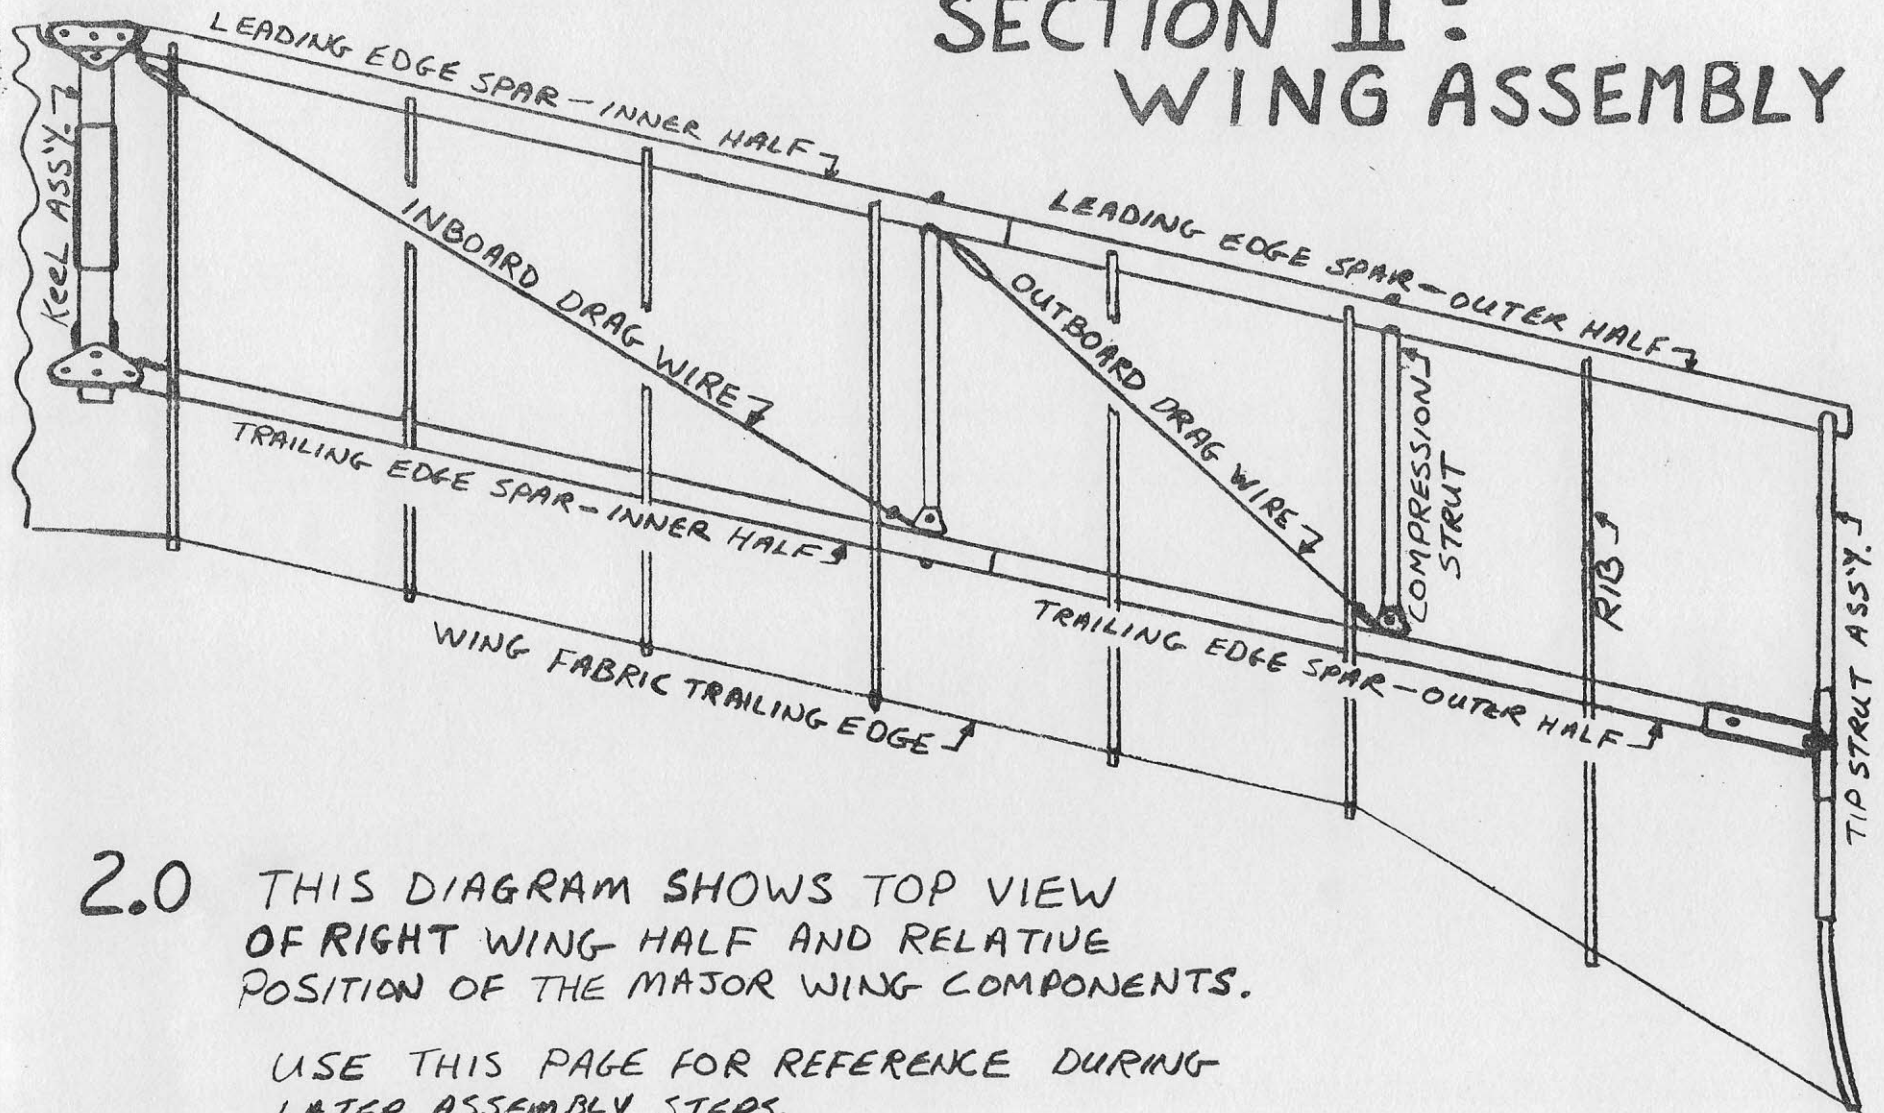 SECTION II:
WING ASSEMBLY
LEADING EDGE SPAR - INNER HALF
KEEL ASS'Y.
INBOARD DRAG WIRE
LEADING EDGE SPAR - OUTER HALF
OUTBOARD DRAG WIRE
COMPRESSION
STRUT
RIB
TIP STRUT ASS'Y.
TRAILING EDGE SPAR - INNER HALF
TRAILING EDGE SPAR - OUTER HALF
WING FABRIC TRAILING EDGE
2.0 THIS DIAGRAM SHOWS TOP VIEW
OF RIGHT WING HALF AND RELATIVE
POSITION OF THE MAJOR WING COMPONENTS.
USE THIS PAGE FOR REFERENCE DURING
LATER ASSEMBLY STEPS.